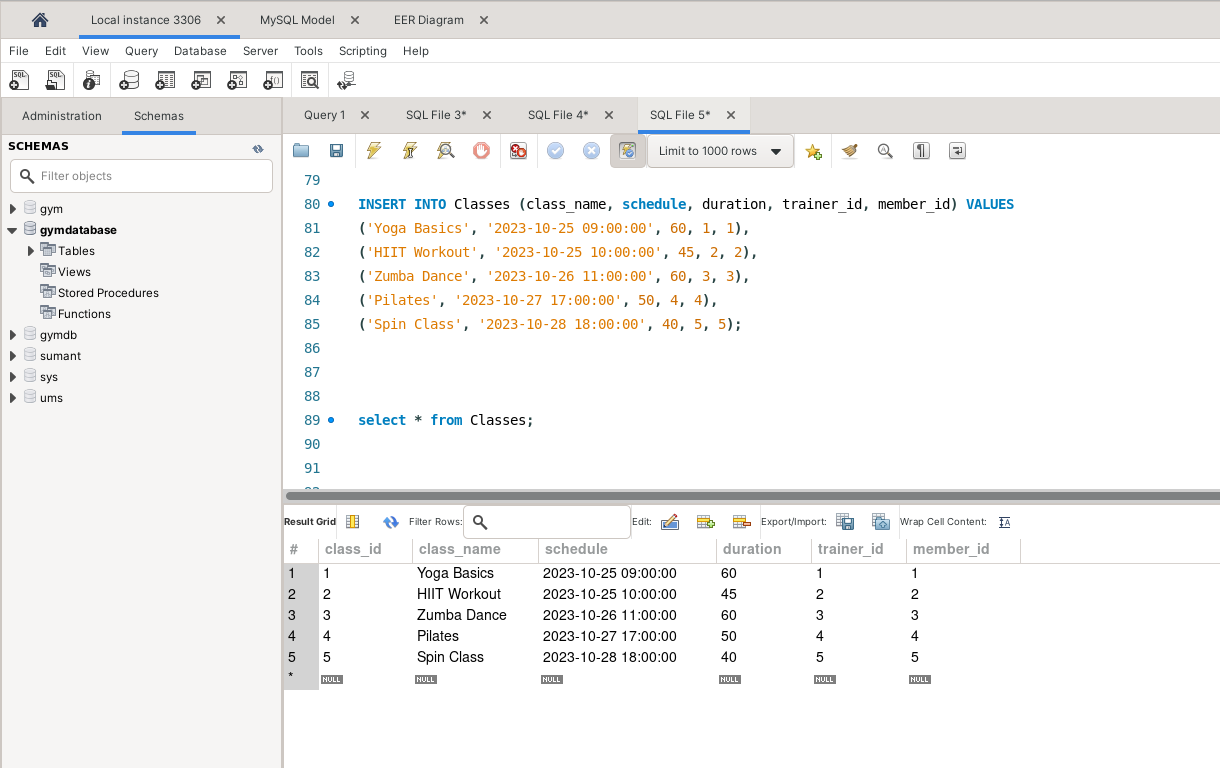 Local instance 3306 MySQL Model EER Diagram
File Edit View Query Database Server Tools Scripting Help
Administration Schemas
Query 1 SQL File 3* SQL File 4* SQL File 5*
SCHEMAS
Filter objects
gym
gymdatabase
Tables
Views
Stored Procedures
Functions
gymdb
sumant
sys
ums
Limit to 1000 rows
79
80 INSERT INTO Classes (class_name, schedule, duration, trainer_id, member_id) VALUES
81 ('Yoga Basics', '2023-10-25 09:00:00', 60, 1, 1),
82 ('HIIT Workout', '2023-10-25 10:00:00', 45, 2, 2),
83 ('Zumba Dance', '2023-10-26 11:00:00', 60, 3, 3),
84 ('Pilates', '2023-10-27 17:00:00', 50, 4, 4),
85 ('Spin Class', '2023-10-28 18:00:00', 40, 5, 5);
86
87
88
89 select * from Classes;
90
91
Result Grid Filter Rows: Edit: Export/Import: Wrap Cell Content:
# class_id class_name schedule duration trainer_id member_id
1 1 Yoga Basics 2023-10-25 09:00:00 60 1 1
2 2 HIIT Workout 2023-10-25 10:00:00 45 2 2
3 3 Zumba Dance 2023-10-26 11:00:00 60 3 3
4 4 Pilates 2023-10-27 17:00:00 50 4 4
5 5 Spin Class 2023-10-28 18:00:00 40 5 5
* NULL NULL NULL NULL NULL NULL